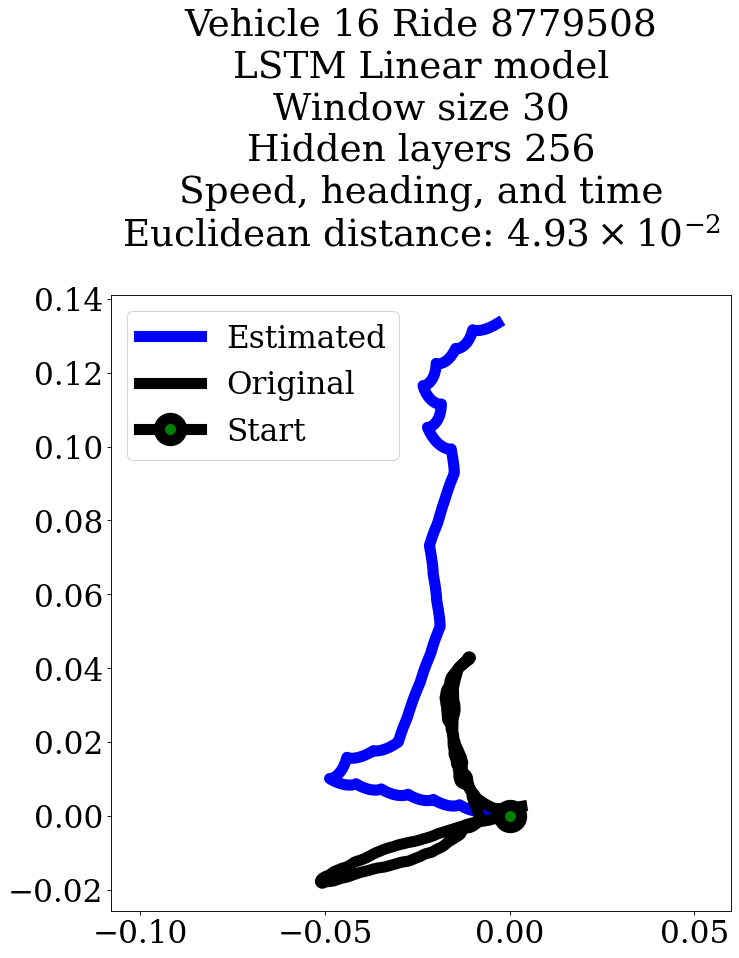 Vehicle 16 Ride 8779508
LSTM Linear model
Window size 30
Hidden layers 256
Speed, heading, and time
Euclidean distance: 4.93 × 10⁻²
0.14
0.12
0.10
0.08
0.06
0.04
0.02
0.00
−0.02
Estimated
Original
Start
−0.10 −0.05 0.00 0.05